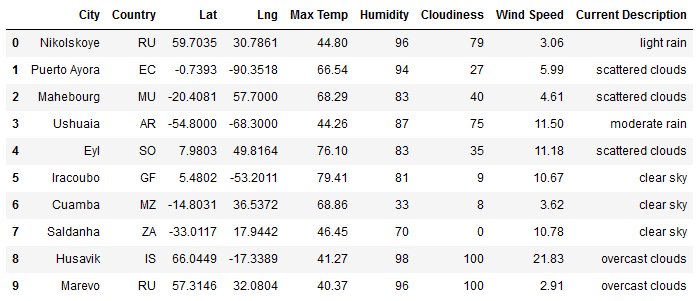 City Country Lat Lng Max Temp Humidity Cloudiness Wind Speed Current Description
0 Nikolskoye RU 59.7035 30.7861 44.80 96 79 3.06 light rain
1 Puerto Ayora EC -0.7393 -90.3518 66.54 94 27 5.99 scattered clouds
2 Mahebourg MU -20.4081 57.7000 68.29 83 40 4.61 scattered clouds
3 Ushuaia AR -54.8000 -68.3000 44.26 87 75 11.50 moderate rain
4 Eyl SO 7.9803 49.8164 76.10 83 35 11.18 scattered clouds
5 Iracoubo GF 5.4802 -53.2011 79.41 81 9 10.67 clear sky
6 Cuamba MZ -14.8031 36.5372 68.86 33 8 3.62 clear sky
7 Saldanha ZA -33.0117 17.9442 46.45 70 0 10.78 clear sky
8 Husavik IS 66.0449 -17.3389 41.27 98 100 21.83 overcast clouds
9 Marevo RU 57.3146 32.0804 40.37 96 100 2.91 overcast clouds